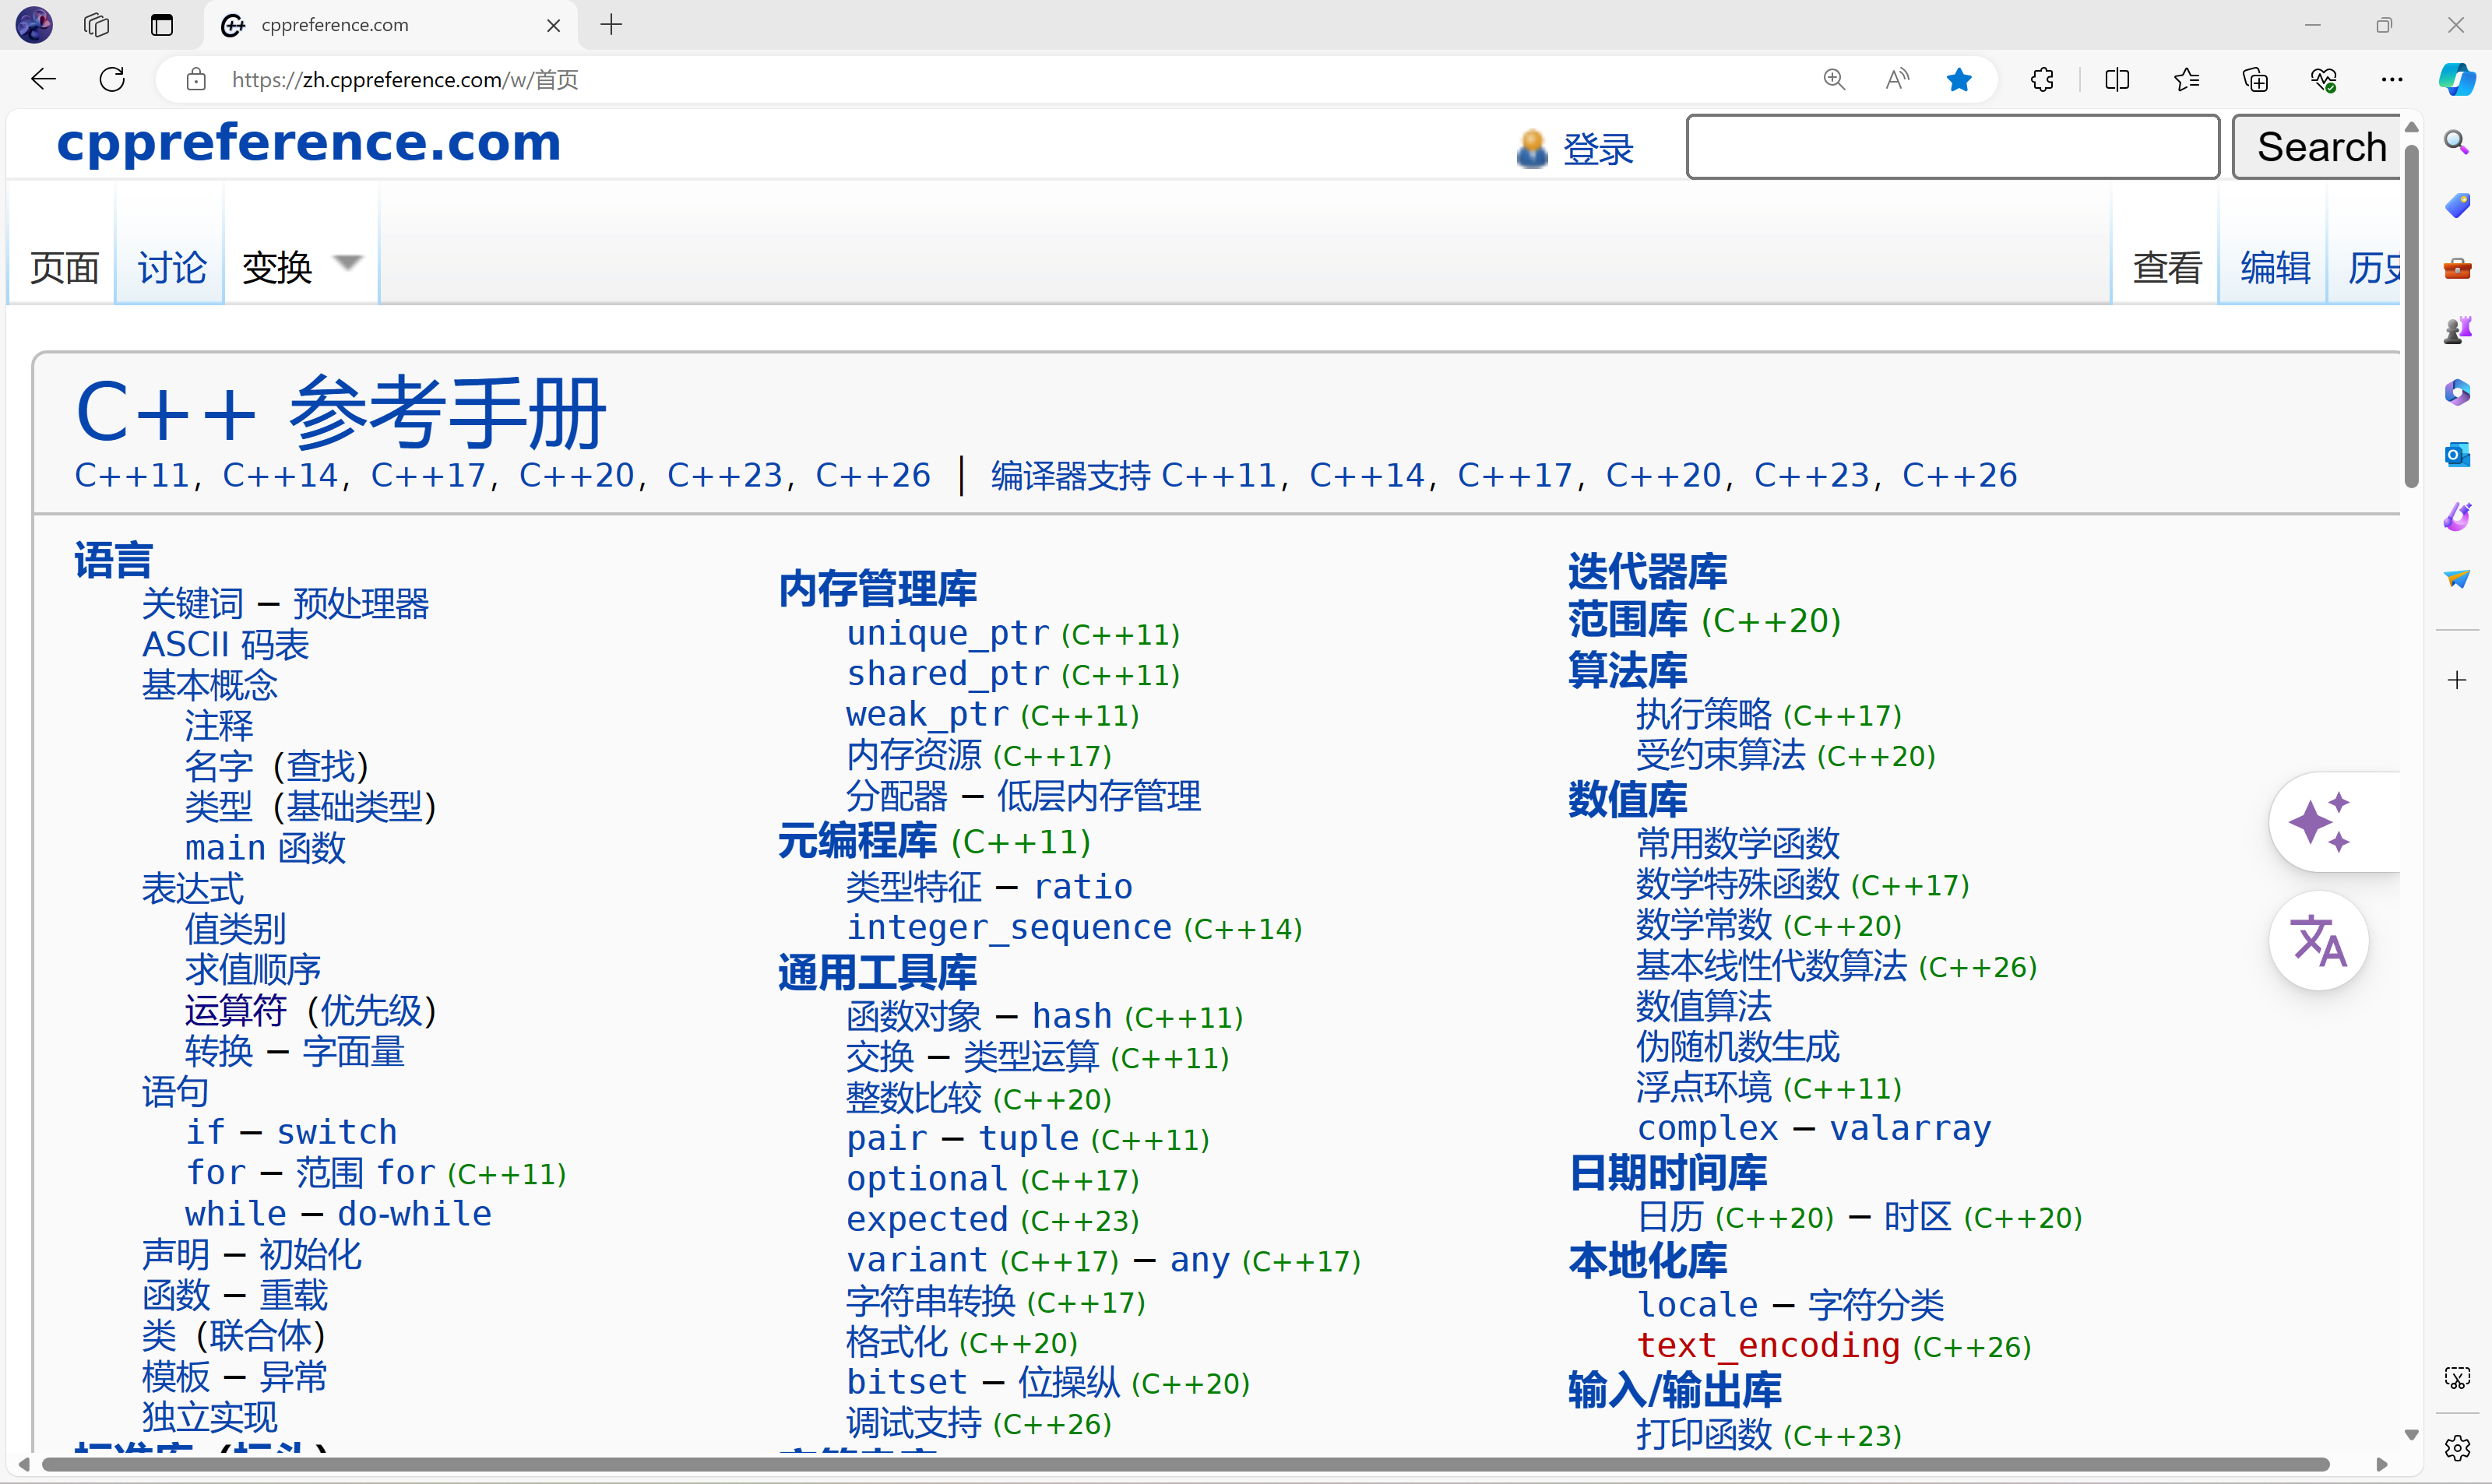 cppreference.com
https://zh.cppreference.com/w/首页
cppreference.com
登录
Search
页面 讨论 变换
查看 编辑
C++ 参考手册
C++11, C++14, C++17, C++20, C++23, C++26 │ 编译器支持 C++11, C++14, C++17, C++20, C++23, C++26
语言
关键词 − 预处理器
ASCII 码表
基本概念
注释
名字 (查找)
类型 (基础类型)
main 函数
表达式
值类别
求值顺序
运算符 (优先级)
转换 − 字面量
语句
if − switch
for − 范围 for (C++11)
while − do-while
声明 − 初始化
函数 − 重载
类 (联合体)
模板 − 异常
独立实现
内存管理库
unique_ptr (C++11)
shared_ptr (C++11)
weak_ptr (C++11)
内存资源 (C++17)
分配器 − 低层内存管理
元编程库 (C++11)
类型特征 − ratio
integer_sequence (C++14)
通用工具库
函数对象 − hash (C++11)
交换 − 类型运算 (C++11)
整数比较 (C++20)
pair − tuple (C++11)
optional (C++17)
expected (C++23)
variant (C++17) − any (C++17)
字符串转换 (C++17)
格式化 (C++20)
bitset − 位操纵 (C++20)
调试支持 (C++26)
迭代器库
范围库 (C++20)
算法库
执行策略 (C++17)
受约束算法 (C++20)
数值库
常用数学函数
数学特殊函数 (C++17)
数学常数 (C++20)
基本线性代数算法 (C++26)
数值算法
伪随机数生成
浮点环境 (C++11)
complex − valarray
日期时间库
日历 (C++20) − 时区 (C++20)
本地化库
locale − 字符分类
text_encoding (C++26)
输入/输出库
打印函数 (C++23)